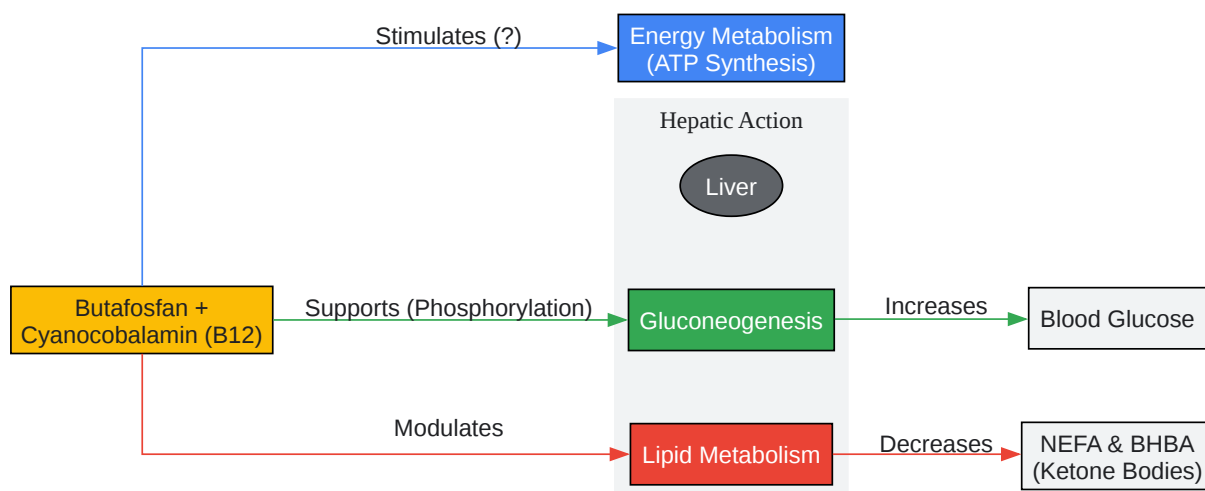 Stimulates (?)
Energy Metabolism
(ATP Synthesis)
Hepatic Action
Liver
Butafosfan +
Cyanocobalamin (B12)
Supports (Phosphorylation)
Gluconeogenesis
Increases
Blood Glucose
Modulates
Lipid Metabolism
Decreases
NEFA & BHBA
(Ketone Bodies)